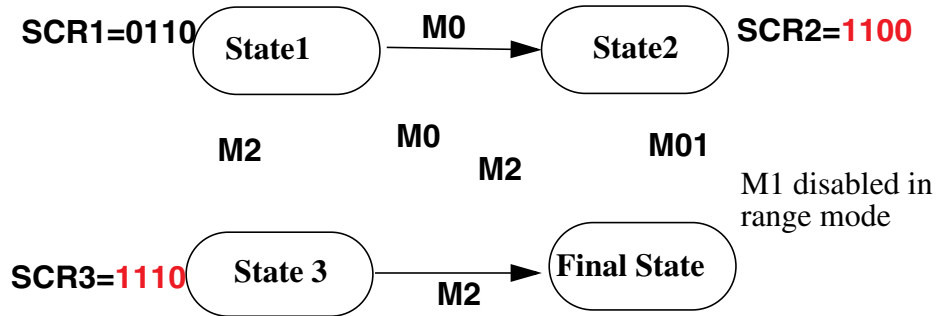 SCR1=0110
State1
M0
State2
SCR2=1100
M2
M0
M2
M01
M1 disabled in
range mode
SCR3=1110
State 3
M2
Final State